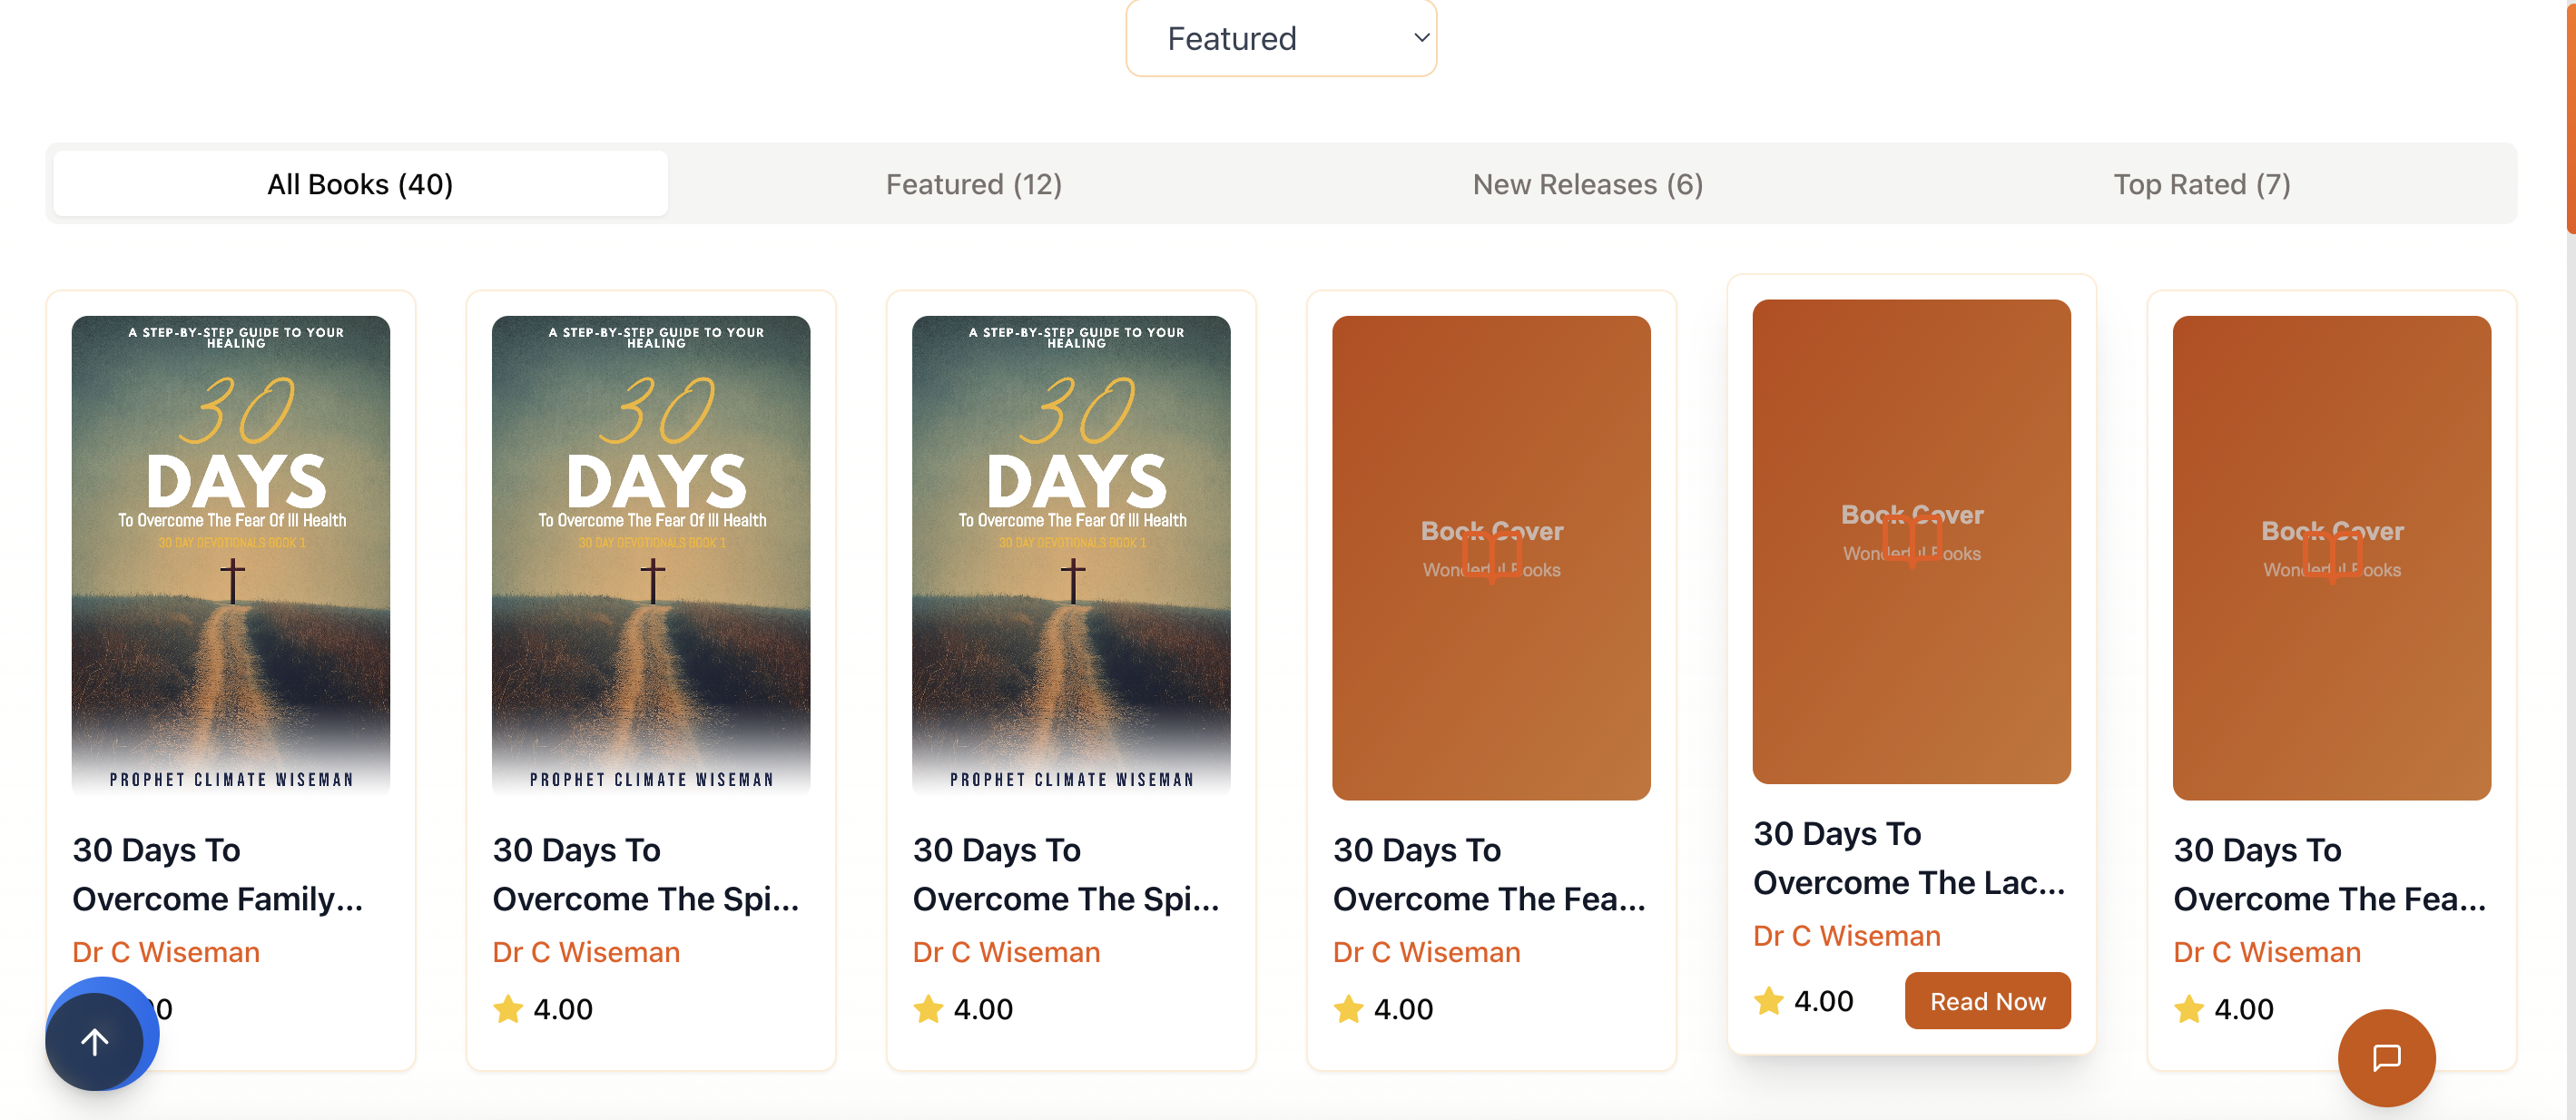 Featured
All Books (40)
Featured (12)
New Releases (6)
Top Rated (7)
A STEP-BY-STEP GUIDE TO YOUR
HEALING
30
DAYS
To Overcome The Fear Of Ill Health
30 DAY DEVOTIONALS BOOK 1
PROPHET CLIMATE WISEMAN
30 Days To
Overcome Family...
Dr C Wiseman
A STEP-BY-STEP GUIDE TO YOUR
HEALING
30
DAYS
To Overcome The Fear Of Ill Health
30 DAY DEVOTIONALS BOOK 1
PROPHET CLIMATE WISEMAN
30 Days To
Overcome The Spi...
Dr C Wiseman
4.00
A STEP-BY-STEP GUIDE TO YOUR
HEALING
30
DAYS
To Overcome The Fear Of Ill Health
30 DAY DEVOTIONALS BOOK 1
PROPHET CLIMATE WISEMAN
30 Days To
Overcome The Spi...
Dr C Wiseman
4.00
Book Cover
Wonderful Books
30 Days To
Overcome The Fea...
Dr C Wiseman
4.00
Book Cover
Wonderful Books
30 Days To
Overcome The Lac...
Dr C Wiseman
4.00
Read Now
Book Cover
Wonderful Books
30 Days To
Overcome The Fea...
Dr C Wiseman
4.00